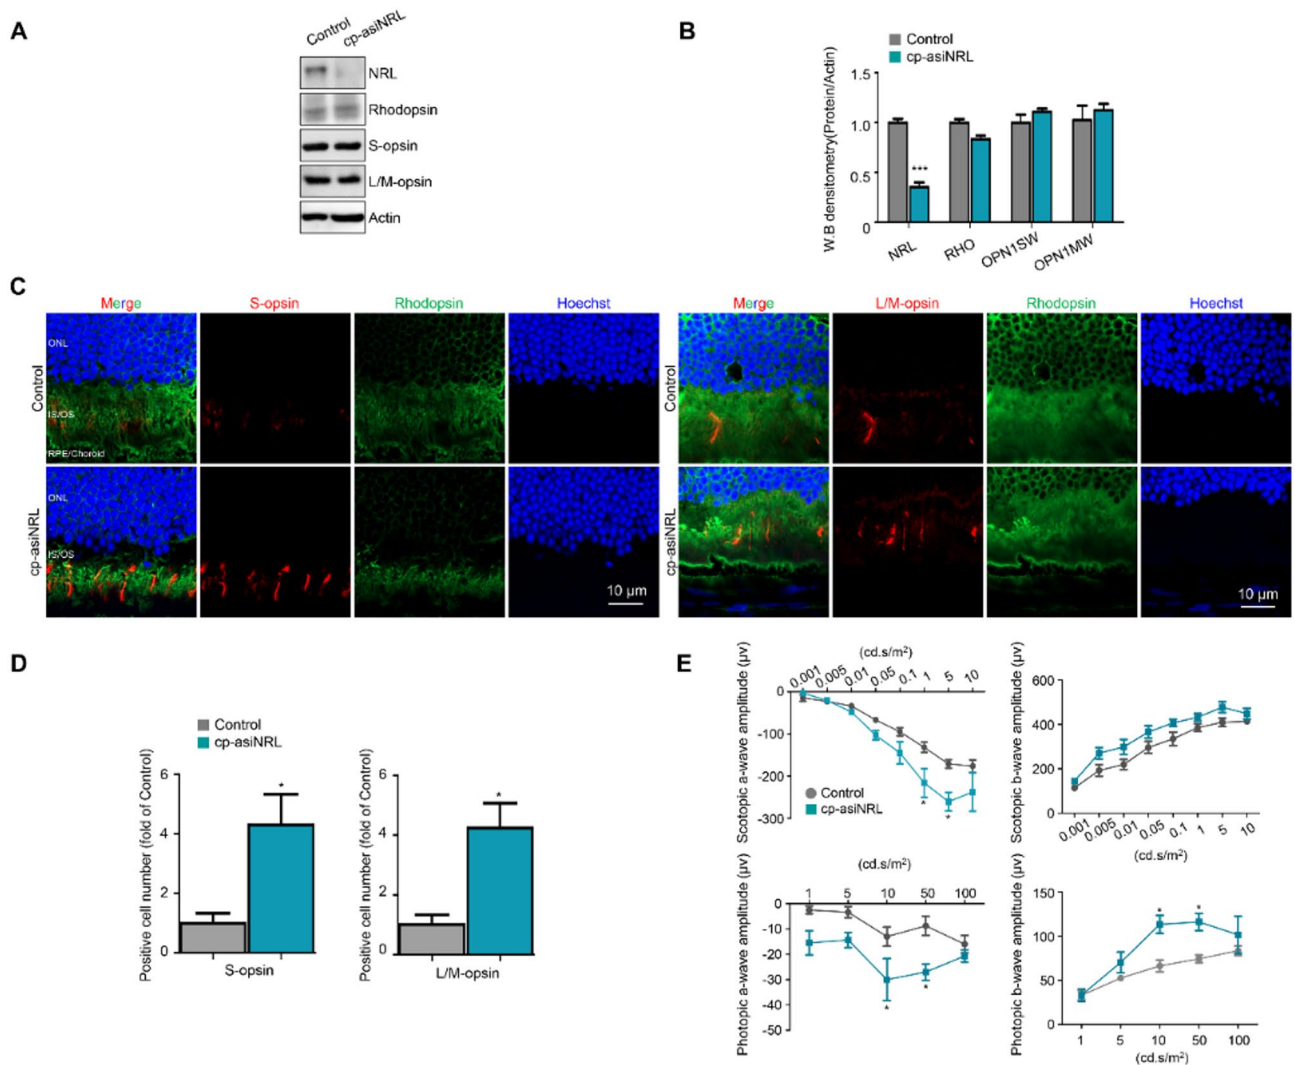 A
Control
cp-asiNRL
NRL
Rhodopsin
S-opsin
L/M-opsin
Actin
B
Control
cp-asiNRL
W.B densitometry(Protein/Actin)
1.5
1.0
0.5
0
***
NRL
RHO
OPN1SW
OPN1MW
C
Merge S-opsin Rhodopsin Hoechst Merge L/M-opsin Rhodopsin Hoechst
Control
ONL
IS/OS
RPE/Choroid
Control
cp-asiNRL
ONL
IS/OS
10 µm
cp-asiNRL
10 µm
D
Control
cp-asiNRL
Positive cell number (fold of Control)
6
4
2
0
*
S-opsin
Positive cell number (fold of Control)
6
4
2
0
*
L/M-opsin
E
Scotopic a-wave amplitude (µv)
(cd.s/m²)
0.001 0.005 0.01 0.05 0.1 1 5 10
0
-100
-200
-300
Control
cp-asiNRL
*
*
Scotopic b-wave amplitude (µv)
600
400
200
0
0.001 0.005 0.01 0.05 0.1 1 5 10
(cd.s/m²)
Photopic a-wave amplitude (µv)
(cd.s/m²)
1 5 10 50 100
0
-10
-20
-30
-40
-50
*
*
Photopic b-wave amplitude (µv)
150
100
50
0
*
*
1 5 10 50 100
(cd.s/m²)